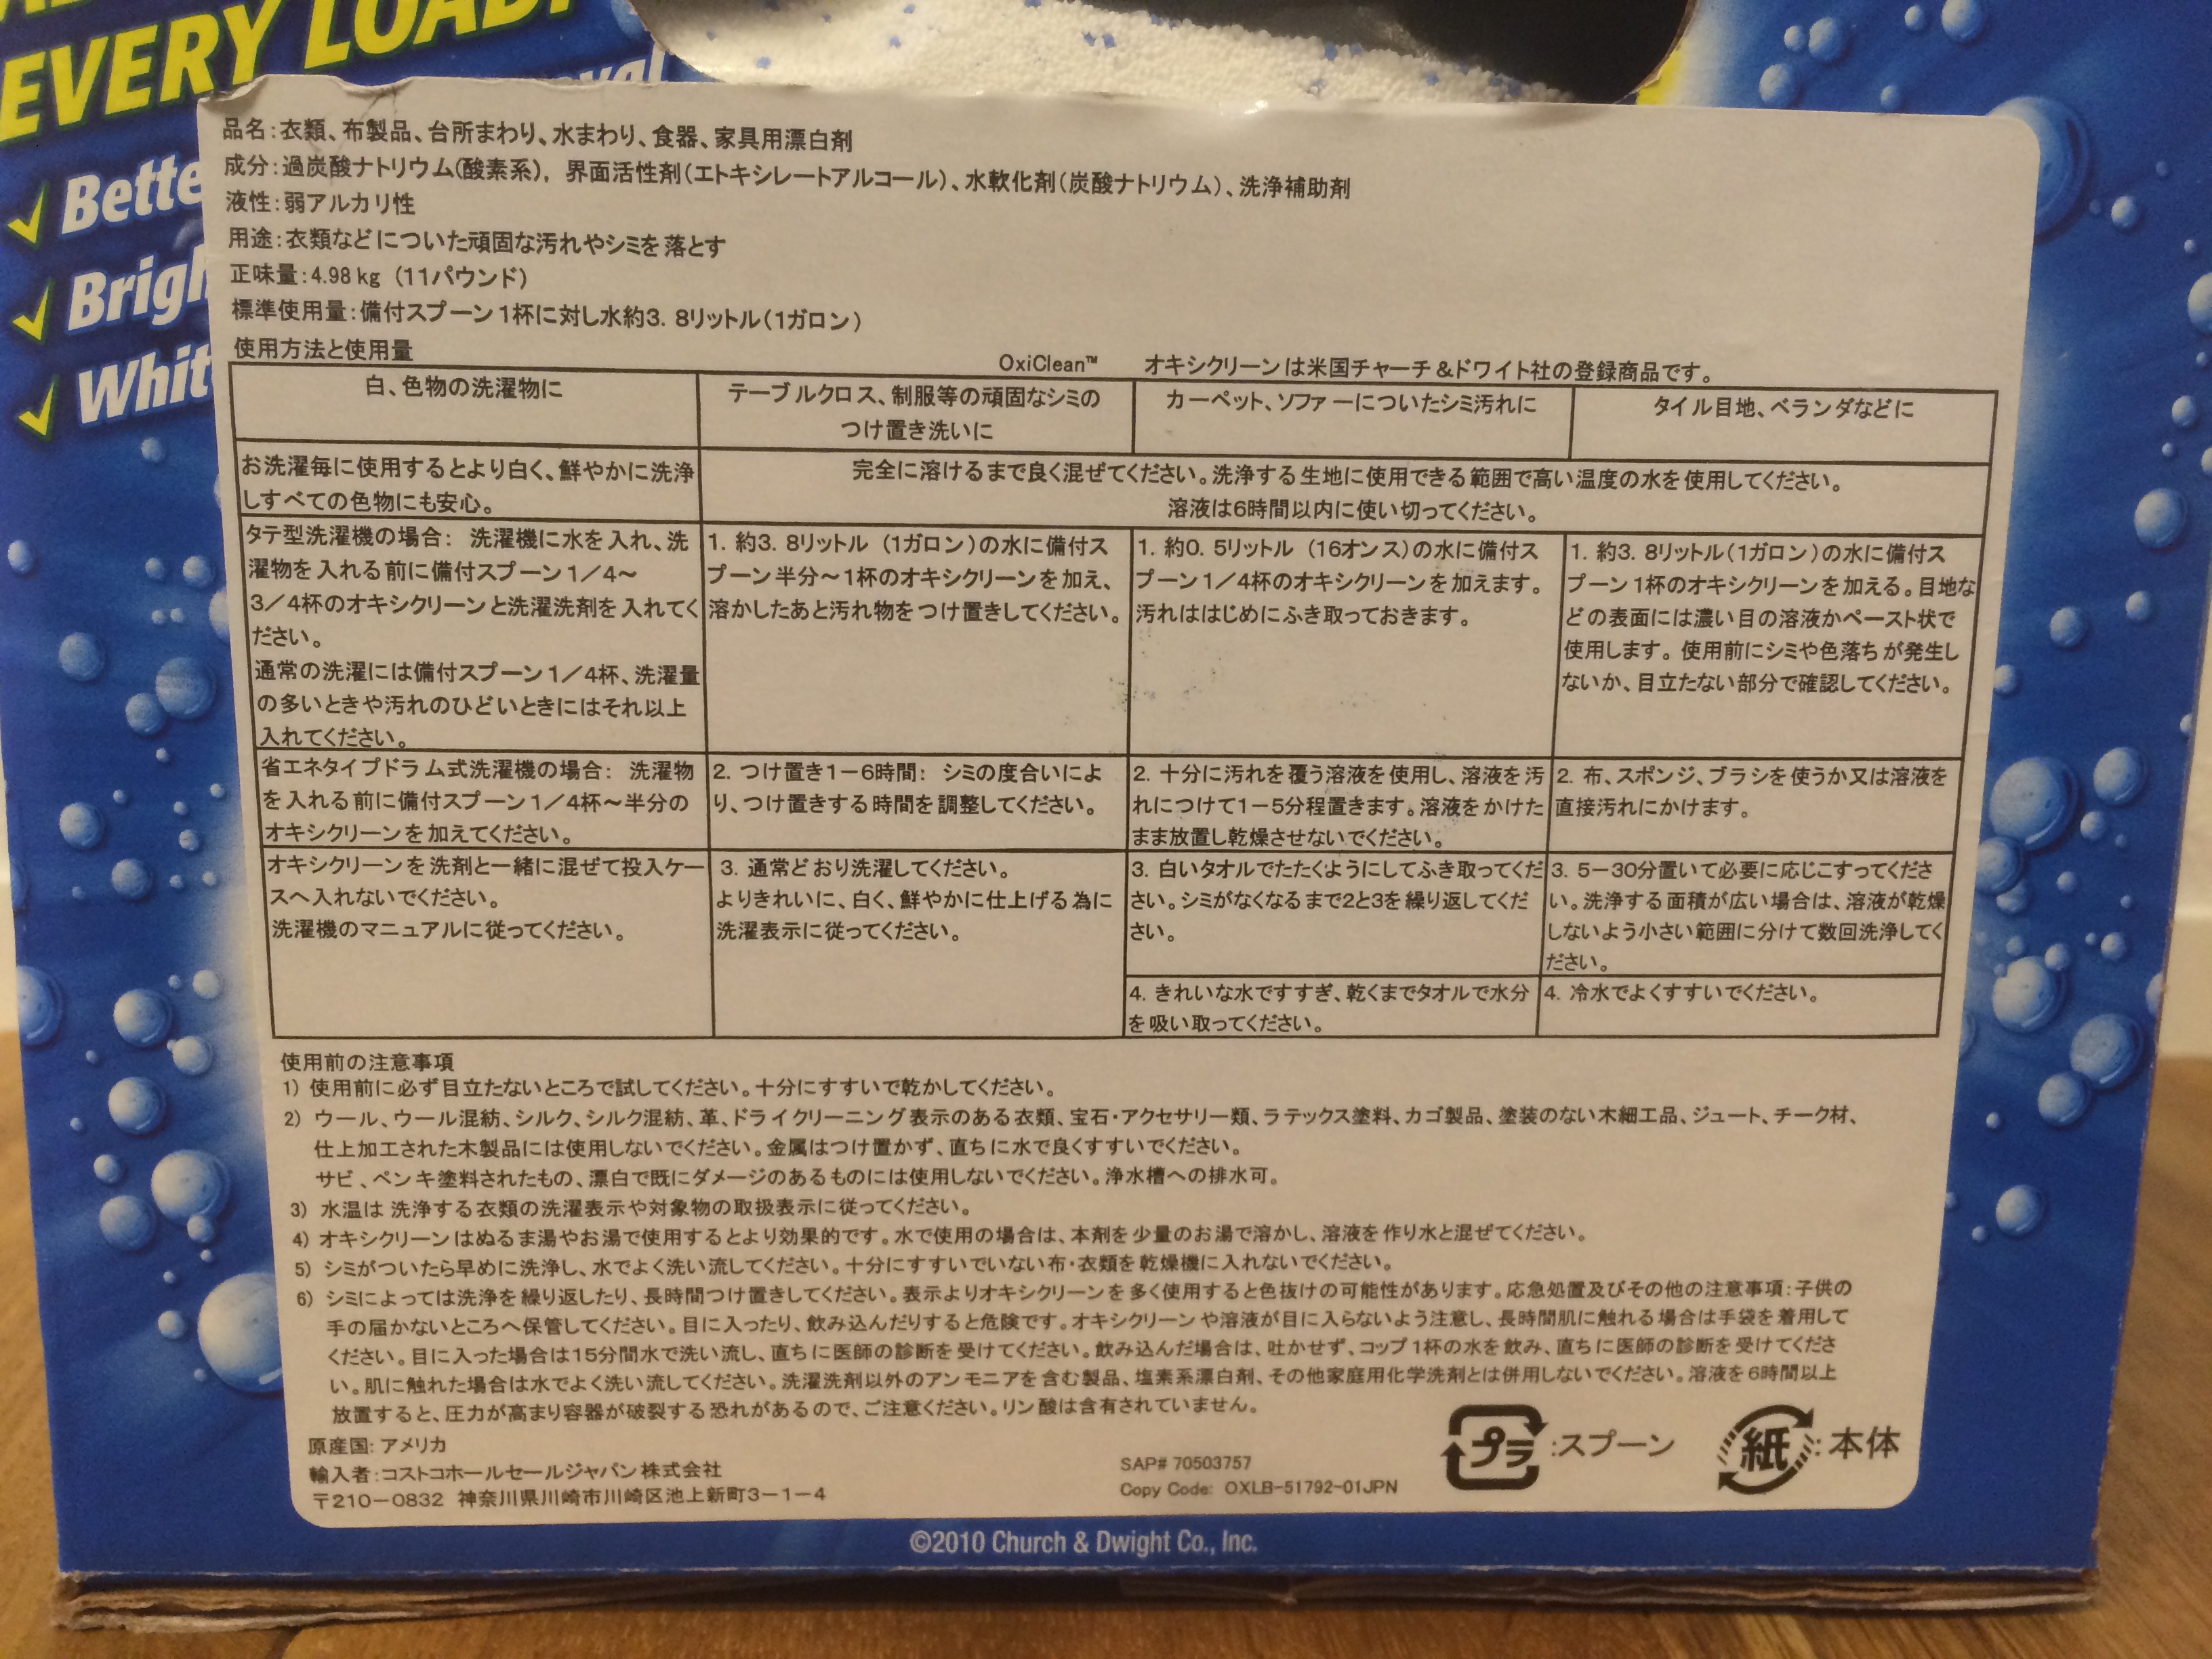 EVERY LOAD!
Bette
Brigh
Whit
品名:衣類、布製品、台所まわり、水まわり、食器、家具用漂白剤
成分:過炭酸ナトリウム(酸素系), 界面活性剤(エトキシレートアルコール)、水軟化剤(炭酸ナトリウム)、洗浄補助剤
液性:弱アルカリ性
用途:衣類などについた頑固な汚れやシミを落とす
正味量:4.98kg (11パウンド)
標準使用量:備付スプーン1杯に対し水約3. 8リットル(1ガロン)
使用方法と使用量
OxiClean™ オキシクリーンは米国チャーチ&ドワイト社の登録商品です。
白、色物の洗濯物に
テーブルクロス、制服等の頑固なシミの
つけ置き洗いに
カーペット、ソファーについたシミ汚れに
タイル目地、ベランダなどに
お洗濯毎に使用するとより白く、鮮やかに洗浄
しすべての色物にも安心。
完全に溶けるまで良く混ぜてください。洗浄する生地に使用できる範囲で高い温度の水を使用してください。
溶液は6時間以内に使い切ってください。
タテ型洗濯機の場合: 洗濯機に水を入れ、洗
濯物を入れる前に備付スプーン1/4~
3/4杯のオキシクリーンと洗濯洗剤を入れてく
ださい。
通常の洗濯には備付スプーン1/4杯、洗濯量
の多いときや汚れのひどいときにはそれ以上
入れてください。
1. 約3. 8リットル (1ガロン)の水に備付ス
プーン半分~1杯のオキシクリーンを加え、
溶かしたあと汚れ物をつけ置きしてください。
1. 約0. 5リットル (16オンス)の水に備付ス
プーン1/4杯のオキシクリーンを加えます。
汚れははじめにふき取っておきます。
1. 約3. 8リットル(1ガロン)の水に備付ス
プーン1杯のオキシクリーンを加える。目地な
どの表面には濃い目の溶液かペースト状で
使用します。使用前にシミや色落ちが発生し
ないか、目立たない部分で確認してください。
省エネタイプドラム式洗濯機の場合: 洗濯物
を入れる前に備付スプーン1/4杯~半分の
オキシクリーンを加えてください。
2. つけ置き1-6時間: シミの度合いによ
り、つけ置きする時間を調整してください。
2. 十分に汚れを覆う溶液を使用し、溶液を汚
れにつけて1-5分程置きます。溶液をかけた
まま放置し乾燥させないでください。
2. 布、スポンジ、ブラシを使うか又は溶液を
直接汚れにかけます。
オキシクリーンを洗剤と一緒に混ぜて投入ケー
スへ入れないでください。
洗濯機のマニュアルに従ってください。
3. 通常どおり洗濯してください。
よりきれいに、白く、鮮やかに仕上げる為に
洗濯表示に従ってください。
3. 白いタオルでたたくようにしてふき取ってくだ
さい。シミがなくなるまで2と3を繰り返してくだ
さい。
3. 5-30分置いて必要に応じこすってくださ
い。洗浄する面積が広い場合は、溶液が乾燥
しないよう小さい範囲に分けて数回洗浄してく
ださい。
4. きれいな水ですすぎ、乾くまでタオルで水分
を吸い取ってください。
4. 冷水でよくすすいでください。
使用前の注意事項
1) 使用前に必ず目立たないところで試してください。十分にすすいで乾かしてください。
2) ウール、ウール混紡、シルク、シルク混紡、革、ドライクリーニング表示のある衣類、宝石・アクセサリー類、ラテックス塗料、カゴ製品、塗装のない木細工品、ジュート、チーク材、
仕上加工された木製品には使用しないでください。金属はつけ置かず、直ちに水で良くすすいでください。
サビ、ペンキ塗料されたもの、漂白で既にダメージのあるものには使用しないでください。浄水槽への排水可。
3) 水温は洗浄する衣類の洗濯表示や対象物の取扱表示に従ってください。
4) オキシクリーンはぬるま湯やお湯で使用するとより効果的です。水で使用の場合は、本剤を少量のお湯で溶かし、溶液を作り水と混ぜてください。
5) シミがついたら早めに洗浄し、水でよく洗い流してください。十分にすすいでいない布・衣類を乾燥機に入れないでください。
6) シミによっては洗浄を繰り返したり、長時間つけ置きしてください。表示よりオキシクリーンを多く使用すると色抜けの可能性があります。応急処置及びその他の注意事項:子供の
手の届かないところへ保管してください。目に入ったり、飲み込んだりすると危険です。オキシクリーンや溶液が目に入らないよう注意し、長時間肌に触れる場合は手袋を着用して
ください。目に入った場合は15分間水で洗い流し、直ちに医師の診断を受けてください。飲み込んだ場合は、吐かせず、コップ1杯の水を飲み、直ちに医師の診断を受けてくださ
い。肌に触れた場合は水でよく洗い流してください。洗濯洗剤以外のアンモニアを含む製品、塩素系漂白剤、その他家庭用化学洗剤とは併用しないでください。溶液を6時間以上
放置すると、圧力が高まり容器が破裂する恐れがあるので、ご注意ください。リン酸は含有されていません。
原産国: アメリカ
輸入者:コストコホールセールジャパン株式会社
〒210-0832 神奈川県川崎市川崎区池上新町3-1-4
SAP# 70503757
Copy Code: OXLB-51792-01JPN
プラ:スプーン
紙:本体
©2010 Church & Dwight Co., Inc.